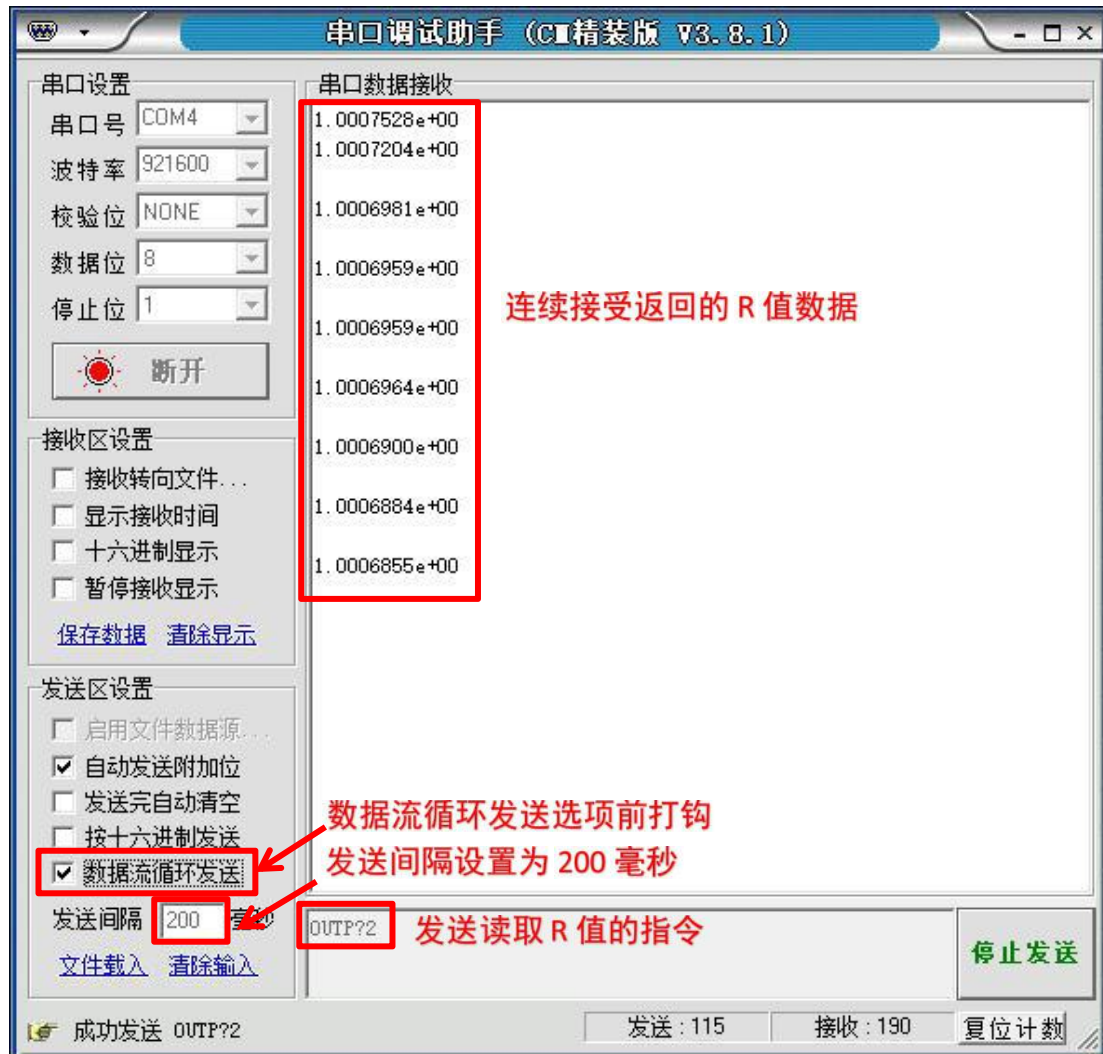 串口调试助手 (CM精装版 V3.8.1)
串口设置
串口号 COM4
波特率 921600
校验位 NONE
数据位 8
停止位 1
断开
接收区设置
接收转向文件...
显示接收时间
十六进制显示
暂停接收显示
保存数据 清除显示
发送区设置
启用文件数据源...
自动发送附加位
发送完自动清空
按十六进制发送
数据流循环发送
发送间隔 200 毫秒
文件载入 清除输入
串口数据接收
1.0007528e+00
1.0007204e+00
1.0006981e+00
1.0006959e+00
1.0006959e+00
1.0006964e+00
1.0006900e+00
1.0006884e+00
1.0006855e+00
连续接受返回的 R 值数据
数据流循环发送选项前打钩
发送间隔设置为 200 毫秒
OUTP?2
发送读取 R 值的指令
停止发送
成功发送 OUTP?2
发送:115
接收:190
复位计数